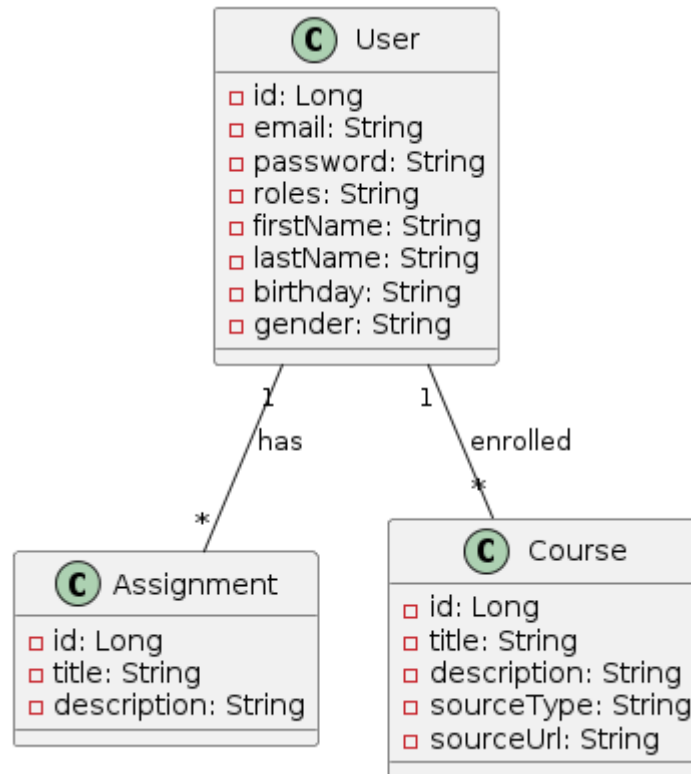 C User
id: Long
email: String
password: String
roles: String
firstName: String
lastName: String
birthday: String
gender: String
1
1
has
enrolled
*
*
C Assignment
id: Long
title: String
description: String
C Course
id: Long
title: String
description: String
sourceType: String
sourceUrl: String